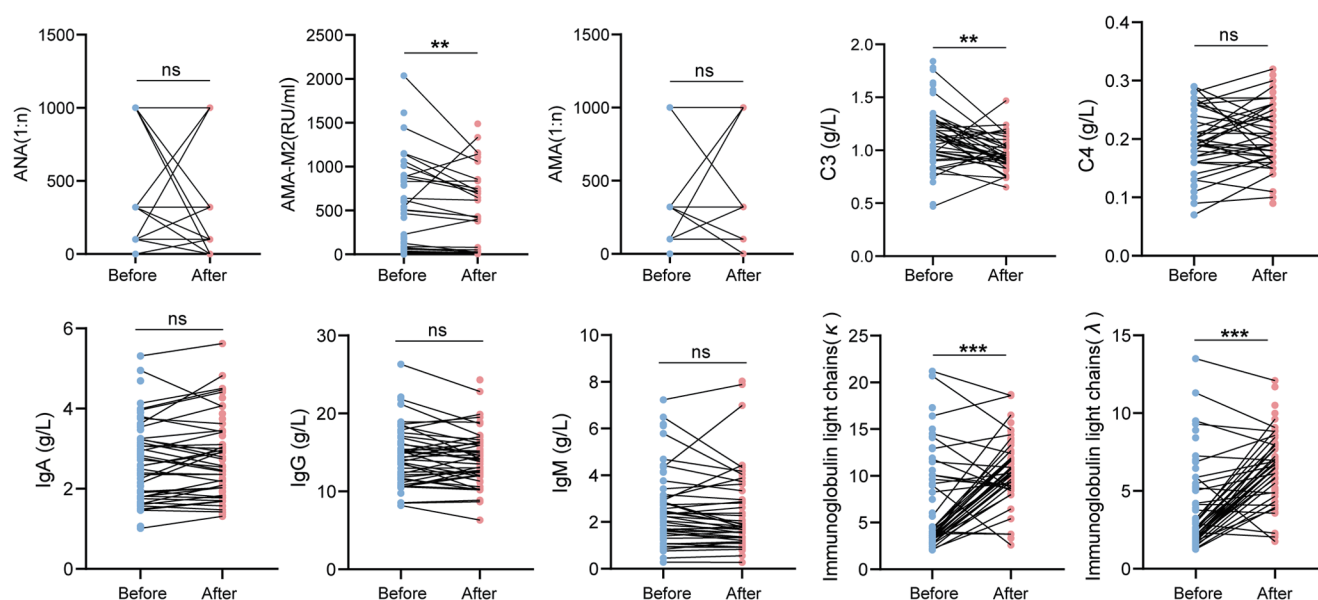 ANA(1:n)
1500
1000
500
0
ns
Before After
AMA-M2(RU/ml)
2500
2000
1500
1000
500
0
**
Before After
AMA(1:n)
1500
1000
500
0
ns
Before After
C3 (g/L)
2.0
1.5
1.0
0.5
0.0
**
Before After
C4 (g/L)
0.4
0.3
0.2
0.1
0.0
ns
Before After
IgA (g/L)
6
4
2
0
ns
Before After
IgG (g/L)
30
20
10
0
ns
Before After
IgM (g/L)
10
8
6
4
2
0
ns
Before After
Immunoglobulin light chains(κ)
25
20
15
10
5
0
***
Before After
Immunoglobulin light chains(λ)
15
10
5
0
***
Before After